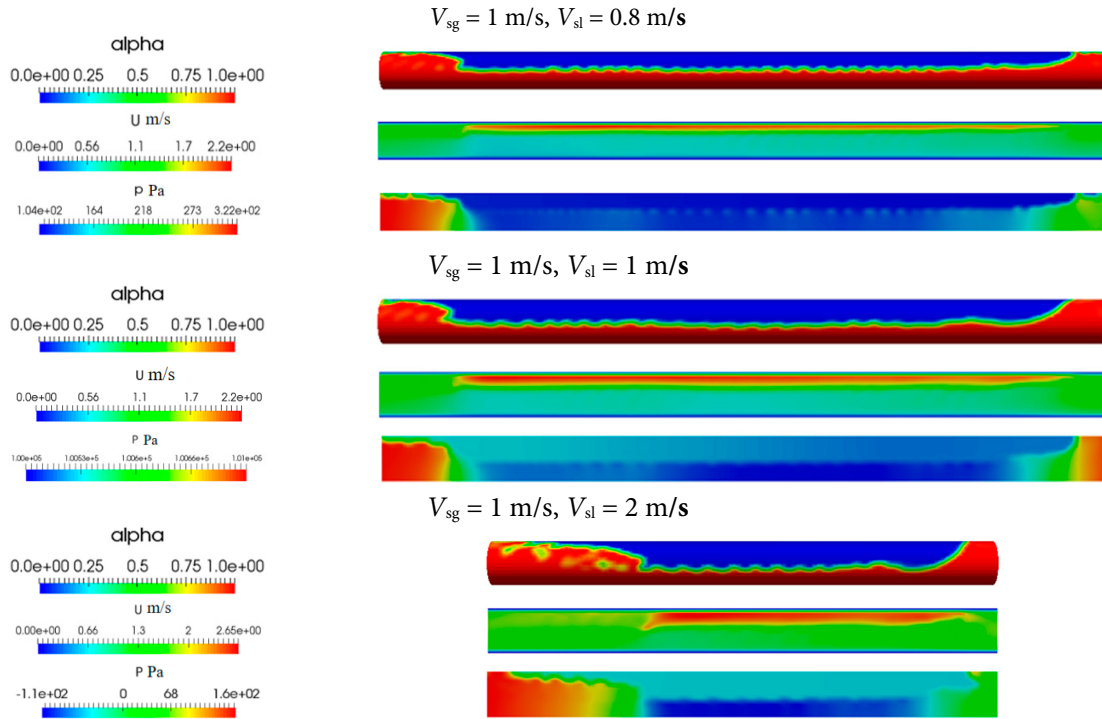 V_sg = 1 m/s, V_sl = 0.8 m/s
alpha
0.0e+00 0.25 0.5 0.75 1.0e+00
U m/s
0.0e+00 0.56 1.1 1.7 2.2e+00
p Pa
1.04e+02 164 218 273 3.22e+02
V_sg = 1 m/s, V_sl = 1 m/s
alpha
0.0e+00 0.25 0.5 0.75 1.0e+00
U m/s
0.0e+00 0.56 1.1 1.7 2.2e+00
P Pa
1.00e+05 1.0053e+5 1.006e+5 1.0066e+5 1.01e+05
V_sg = 1 m/s, V_sl = 2 m/s
alpha
0.0e+00 0.25 0.5 0.75 1.0e+00
U m/s
0.00e+00 0.66 1.3 2 2.65e+00
P Pa
-1.1e+02 0 68 1.6e+02